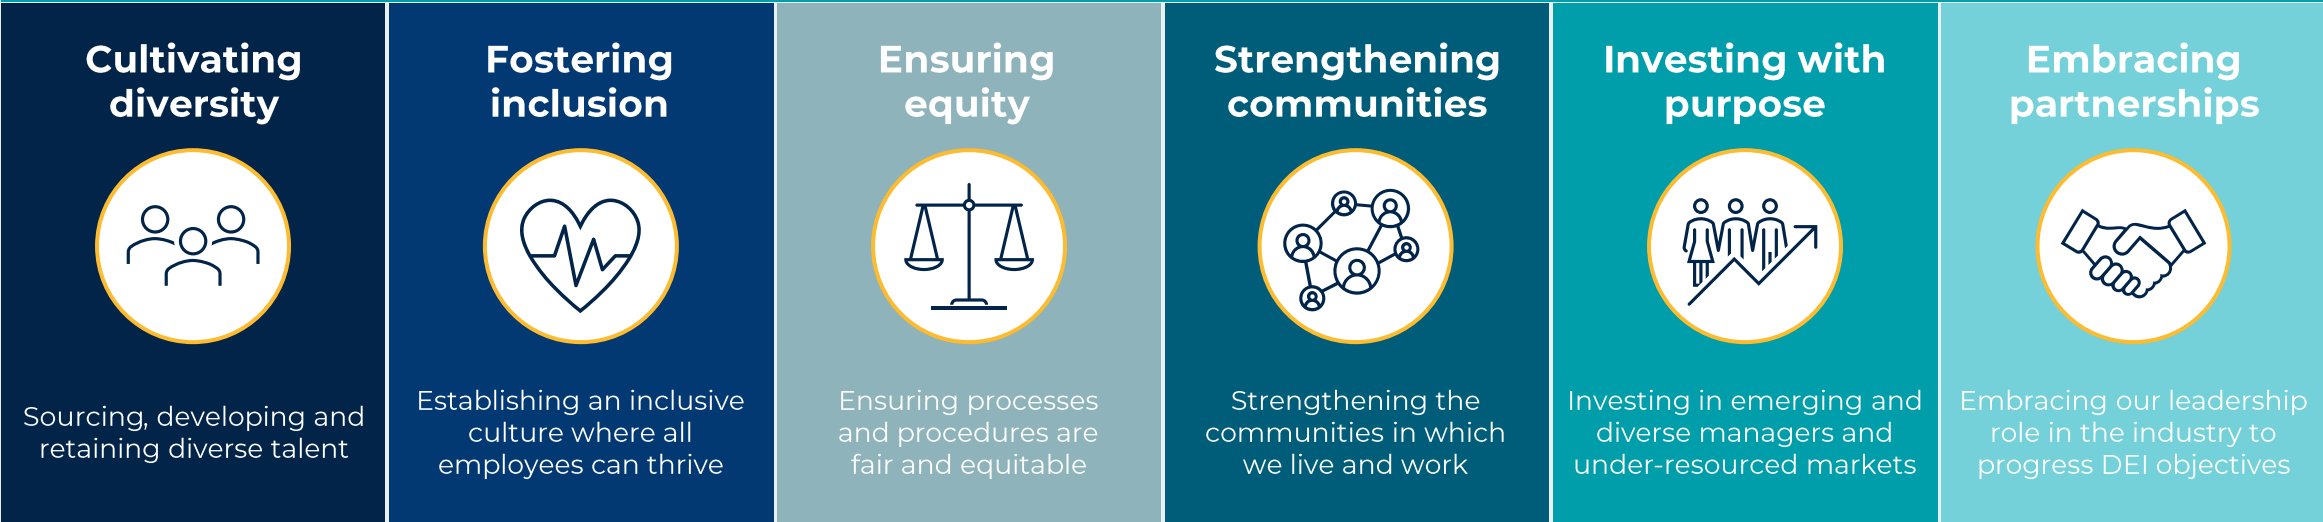 Cultivating
diversity
Sourcing, developing and
retaining diverse talent
Fostering
inclusion
Establishing an inclusive
culture where all
employees can thrive
Ensuring
equity
Ensuring processes
and procedures are
fair and equitable
Strengthening
communities
Strengthening the
communities in which
we live and work
Investing with
purpose
Investing in emerging and
diverse managers and
under-resourced markets
Embracing
partnerships
Embracing our leadership
role in the industry to
progress DEI objectives